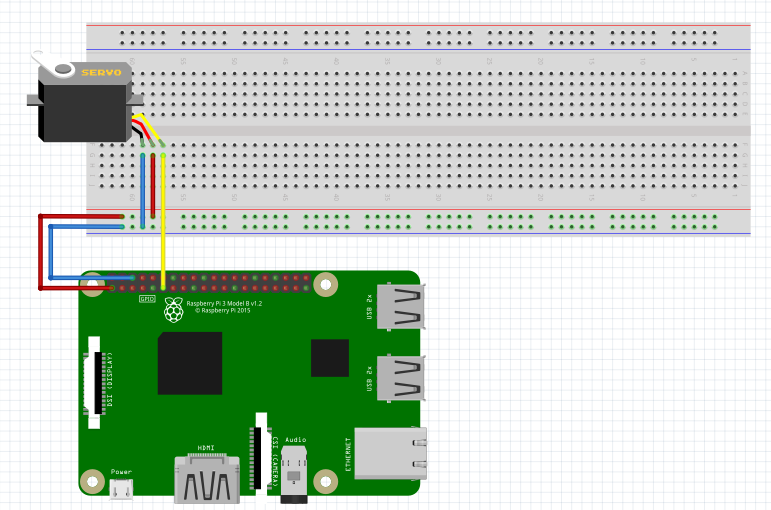 SERVO
GPIO
Raspberry Pi 3 Model B v1.2
© Raspberry Pi 2015
USB 2x
USB 2x
DSI (DISPLAY)
Power
HDMI
CSI (CAMERA)
Audio
ETHERNET